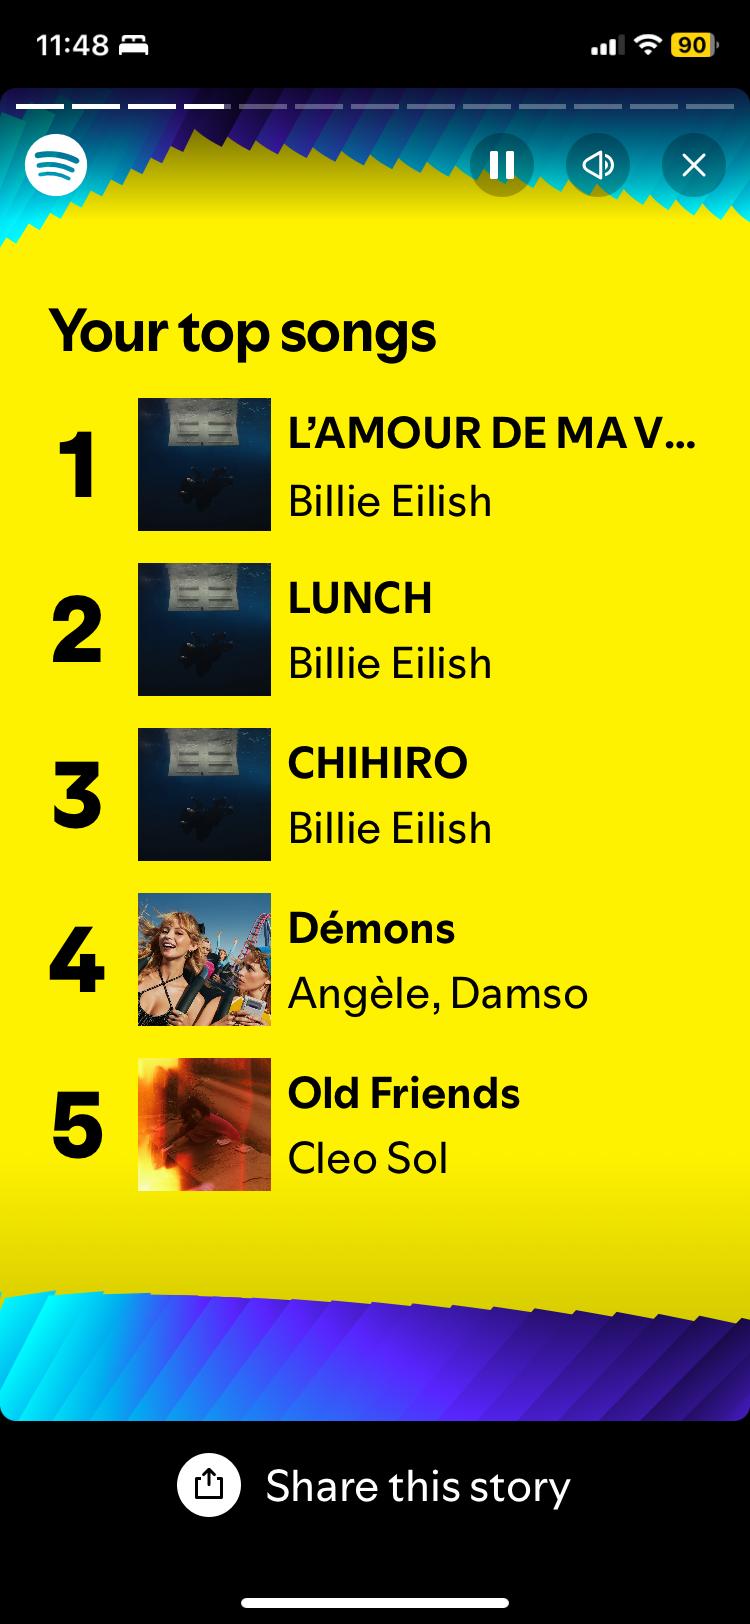 11:48
90
Your top songs
1
L’AMOUR DE MA V...
Billie Eilish
2
LUNCH
Billie Eilish
3
CHIHIRO
Billie Eilish
4
Démons
Angèle, Damso
5
Old Friends
Cleo Sol
Share this story